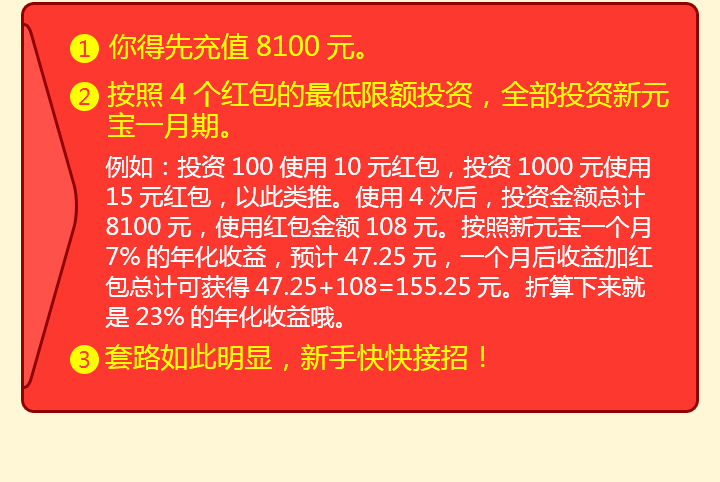 1 你得先充值 8100 元。
2 按照 4 个红包的最低限额投资，全部投资新元
宝一月期。
例如：投资 100 使用 10 元红包，投资 1000 元使用
15 元红包，以此类推。使用 4 次后，投资金额总计
8100 元，使用红包金额 108 元。按照新元宝一个月
7% 的年化收益，预计 47.25 元，一个月后收益加红
包总计可获得 47.25+108=155.25 元。折算下来就
是 23% 的年化收益哦。
3 套路如此明显，新手快快接招！